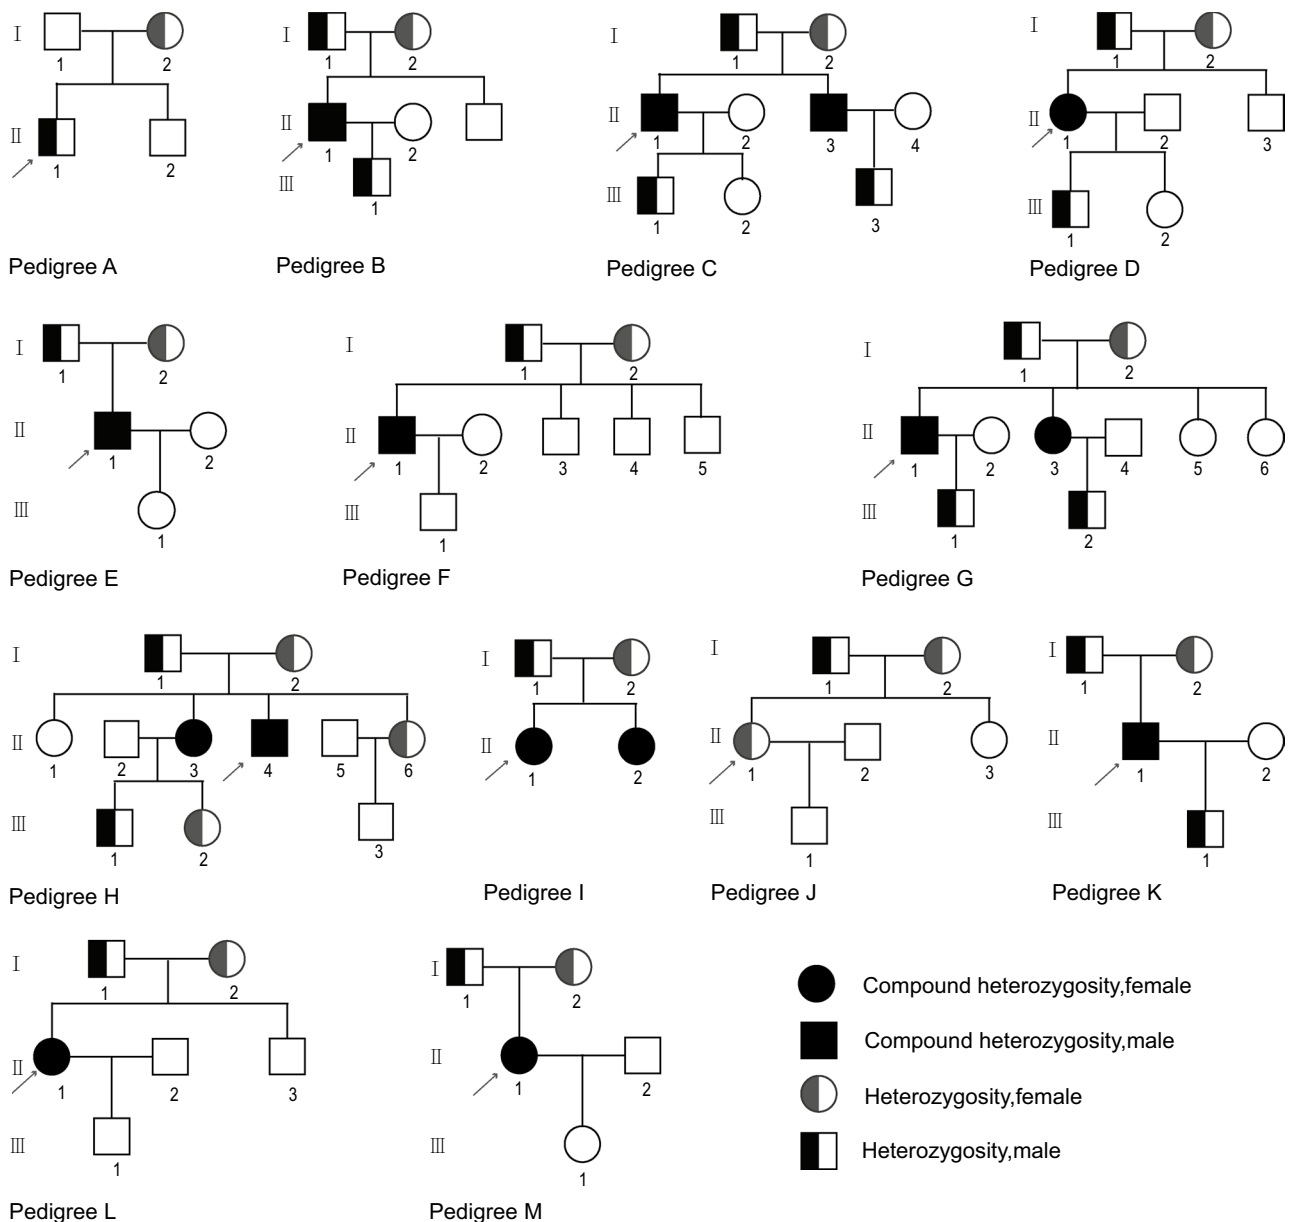 I
1
2
II
1
2
Pedigree A
I
1
2
II
1
2
III
1
Pedigree B
I
1
2
II
1
2
3
4
III
1
2
3
Pedigree C
I
1
2
II
1
2
3
III
1
2
Pedigree D
I
1
2
II
1
2
III
1
Pedigree E
I
1
2
II
1
2
3
4
5
III
1
Pedigree F
I
1
2
II
1
2
3
4
5
6
III
1
2
Pedigree G
I
1
2
II
1
2
3
4
5
6
III
1
2
3
Pedigree H
I
1
2
II
1
2
Pedigree I
I
1
2
II
1
2
3
III
1
Pedigree J
I
1
2
II
1
2
III
1
Pedigree K
I
1
2
II
1
2
3
III
1
Pedigree L
I
1
2
II
1
2
III
1
Pedigree M
Compound heterozygosity,female
Compound heterozygosity,male
Heterozygosity,female
Heterozygosity,male